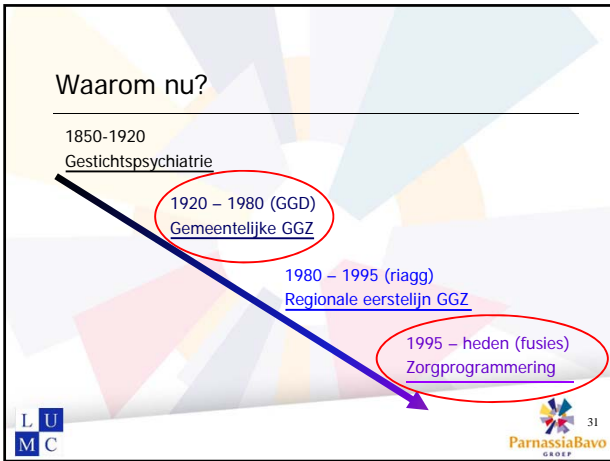 Waarom nu?
1850-1920
Gestichtspsychiatrie
1920 – 1980 (GGD)
Gemeentelijke GGZ
1980 – 1995 (riagg)
Regionale eerstelijn GGZ
1995 – heden (fusies)
Zorgprogrammering
L U
M C
31
ParnassiaBavo
GROEP